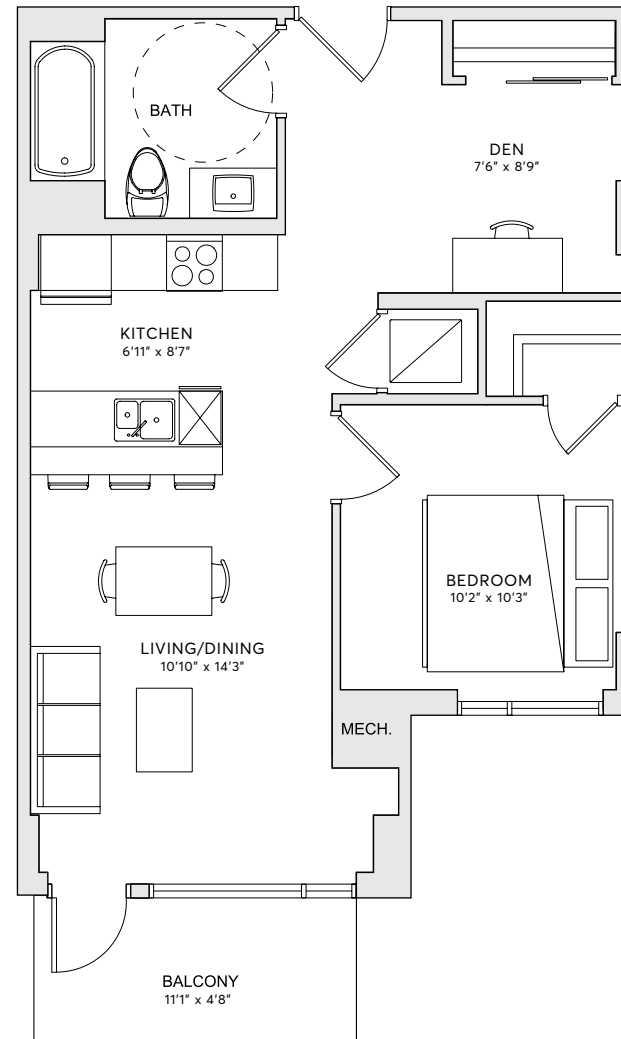 BATH
DEN
7'6" x 8'9"
KITCHEN
6'11" x 8'7"
BEDROOM
10'2" x 10'3"
LIVING/DINING
10'10" x 14'3"
MECH.
BALCONY
11'1" x 4'8"